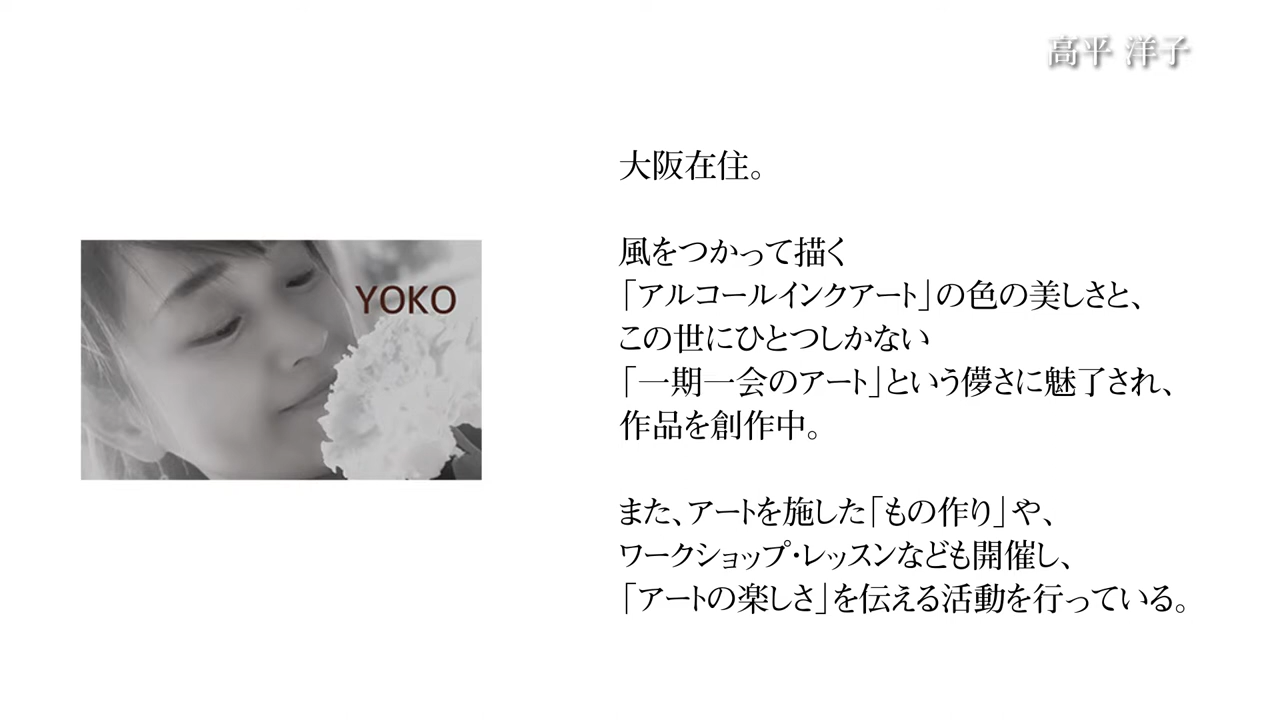 高平 洋子
YOKO
大阪在住。
風をつかって描く
「アルコールインクアート」の色の美しさと、
この世にひとつしかない
「一期一会のアート」という儚さに魅了され、
作品を創作中。
また、アートを施した「もの作り」や、
ワークショップ・レッスンなども開催し、
「アートの楽しさ」を伝える活動を行っている。